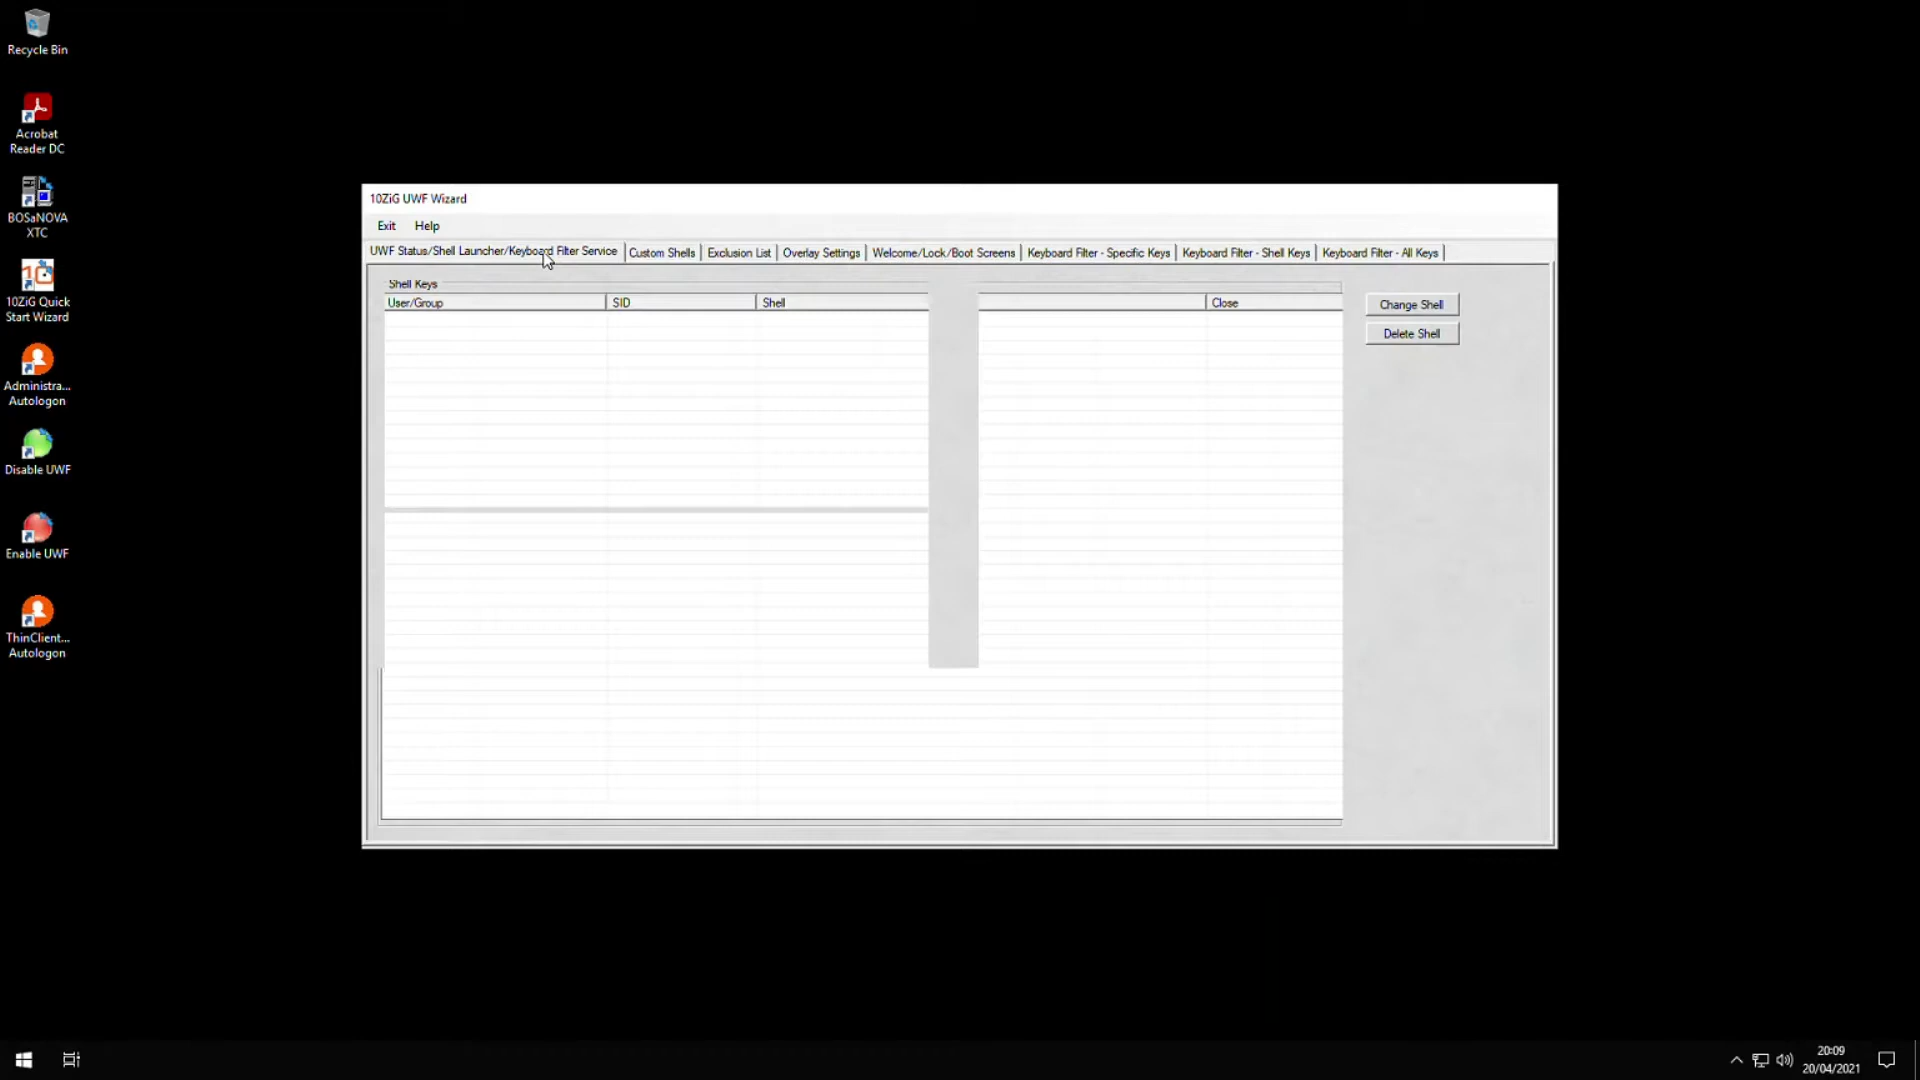 Recycle Bin
Acrobat
Reader DC
BOSaNOVA
XTC
10ZiG Quick
Start Wizard
Administra...
Autologon
Disable UWF
Enable UWF
ThinClient...
Autologon
10ZiG UWF Wizard
Exit Help
UWF Status/Shell Launcher/Keyboard Filter Service Custom Shells Exclusion List Overlay Settings Welcome/Lock/Boot Screens Keyboard Filter - Specific Keys Keyboard Filter - Shell Keys Keyboard Filter - All Keys
Shell Keys
User/Group SID Shell Close
Change Shell
Delete Shell
20:09
20/04/2021